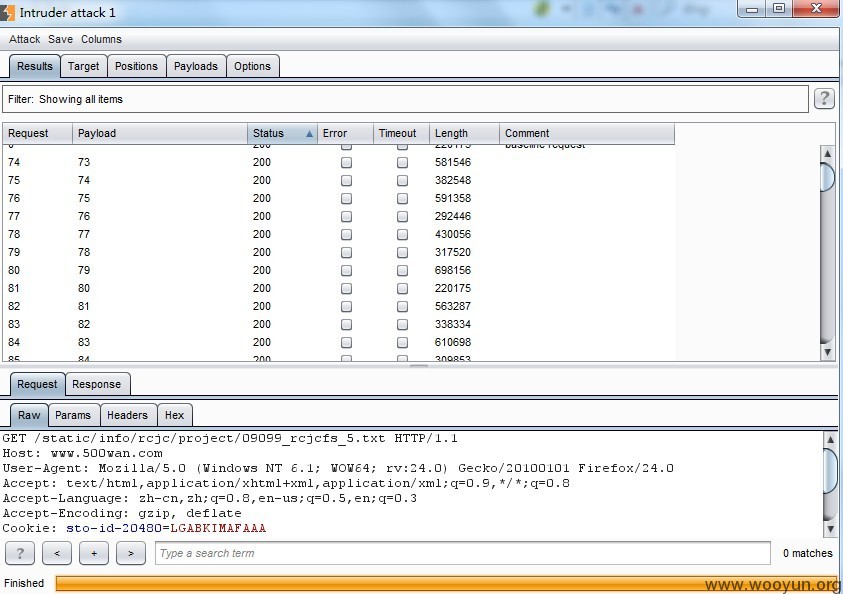 Intruder attack 1
Attack Save Columns
Results Target Positions Payloads Options
Filter: Showing all items
?
Request Payload Status Error Timeout Length Comment
0 200 220175 baseline request
74 73 200 581546
75 74 200 382548
76 75 200 591358
77 76 200 292446
78 77 200 430056
79 78 200 317520
80 79 200 698156
81 80 200 220175
82 81 200 563287
83 82 200 338334
84 83 200 610698
85 84 200 309853
Request Response
Raw Params Headers Hex
GET /static/info/rcjc/project/09099_rcjcfs_5.txt HTTP/1.1
Host: www.500wan.com
User-Agent: Mozilla/5.0 (Windows NT 6.1; WOW64; rv:24.0) Gecko/20100101 Firefox/24.0
Accept: text/html,application/xhtml+xml,application/xml;q=0.9,*/*;q=0.8
Accept-Language: zh-cn,zh;q=0.8,en-us;q=0.5,en;q=0.3
Accept-Encoding: gzip, deflate
Cookie: sto-id-20480=LGABKIMAFAAA
? < + > Type a search term 0 matches
Finished
www.wooyun.org